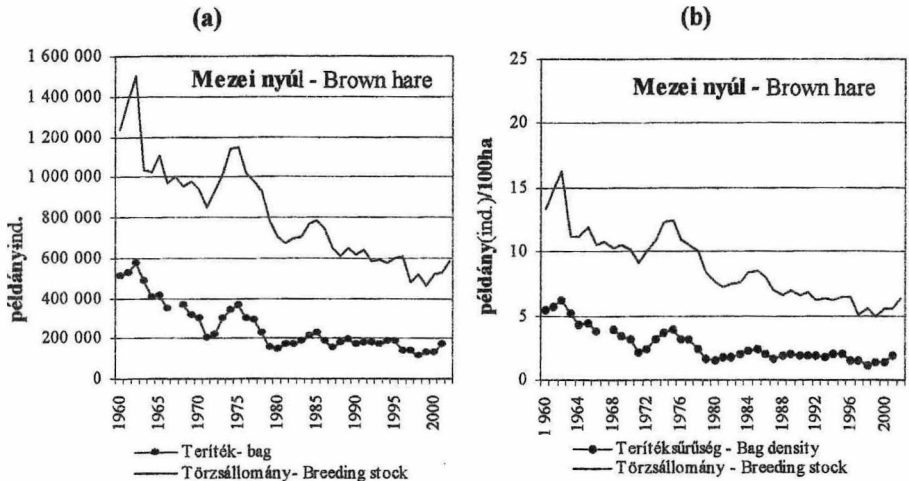 (a)
Mezei nyúl - Brown hare
példány-ind.
1 600 000
1 400 000
1 200 000
1 000 000
800 000
600 000
400 000
200 000
0
1960
1965
1970
1975
1980
1985
1990
1995
2000
Teríték- bag
Törzsállomány- Breeding stock
(b)
Mezei nyúl - Brown hare
példány(ind.)/100ha
25
20
15
10
5
0
1 960
1964
1968
1972
1976
1980
1984
1988
1992
1996
2000
Terítéksűrűség - Bag density
Törzsállomány - Breeding stock